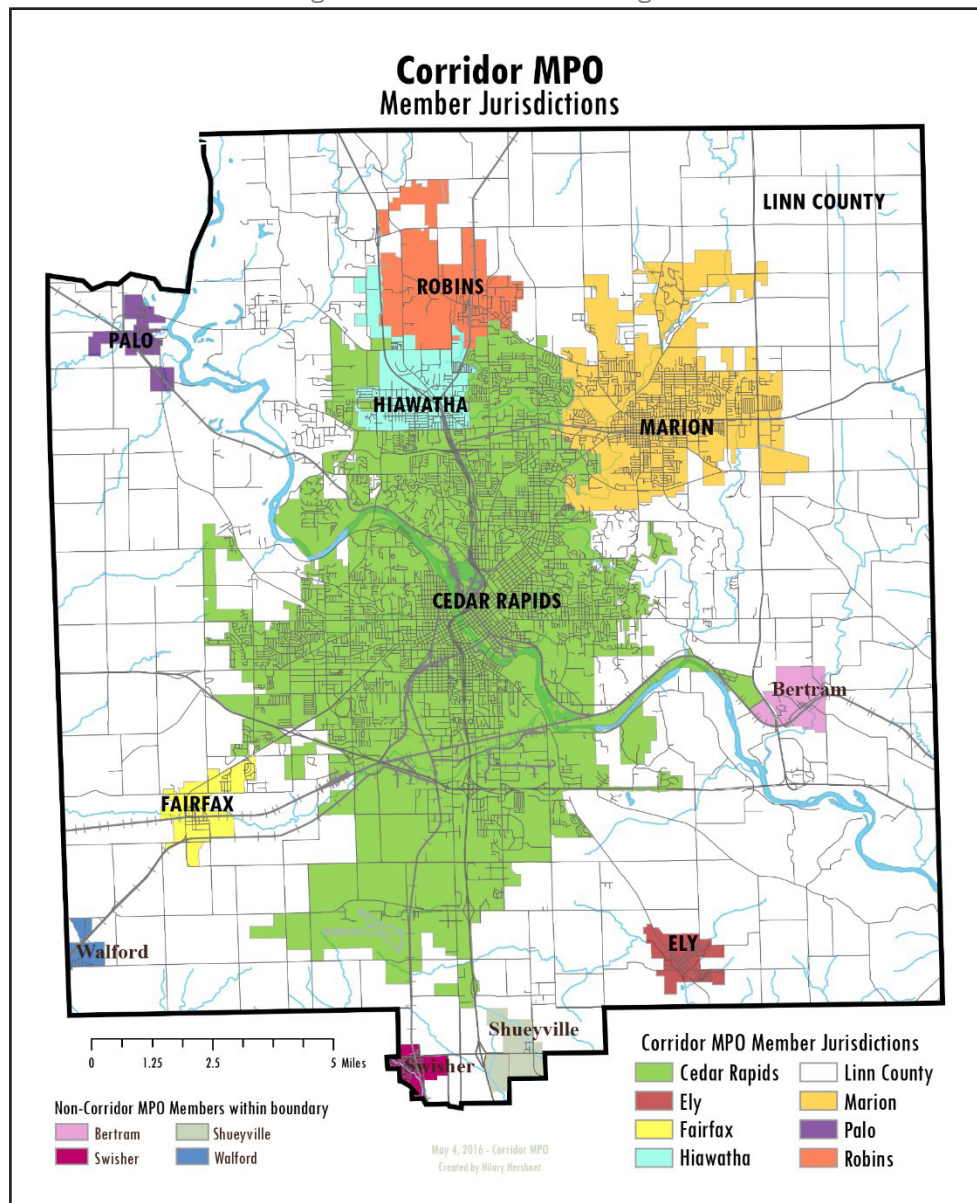 Corridor MPO
Member Jurisdictions
LINN COUNTY
ROBINS
PALO
HIAWATHA
MARION
CEDAR RAPIDS
Bertram
FAIRFAX
ELY
Walford
Shueyville
Swisher
0 1.25 2.5 5 Miles
Non-Corridor MPO Members within boundary
Bertram
Shueyville
Swisher
Walford
May 4, 2016 - Corridor MPO
Created by Hilary Hershner
Corridor MPO Member Jurisdictions
Cedar Rapids
Linn County
Ely
Marion
Fairfax
Palo
Hiawatha
Robins